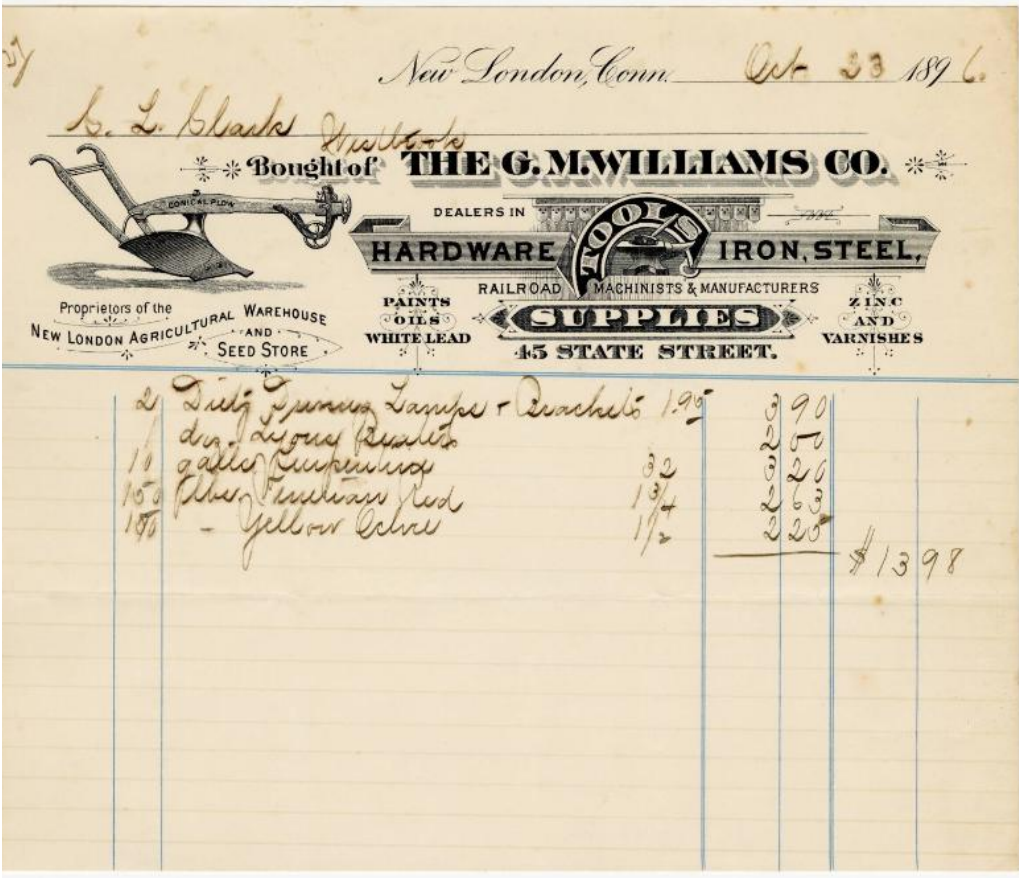 27
New London, Conn. Oct 23 1896.
C. L. Clark Westbrook
Bought of THE G. M. WILLIAMS CO.
CONICAL PLOW
DEALERS IN
TOOLS
HARDWARE IRON, STEEL,
RAILROAD MACHINISTS & MANUFACTURERS
SUPPLIES
PAINTS
OILS
WHITE LEAD
ZINC
AND
VARNISHES
45 STATE STREET.
Proprietors of the
NEW LONDON AGRICULTURAL WAREHOUSE
AND
SEED STORE
2 Dietz Lamps + Brackets 1.95 3 90
1 doz. 2 00
10 galls Turpentine 32 3 20
150 Venetian Red 1 3/4 2 63
150 " Yellow Ochre 1 1/2 2 25
$13 98